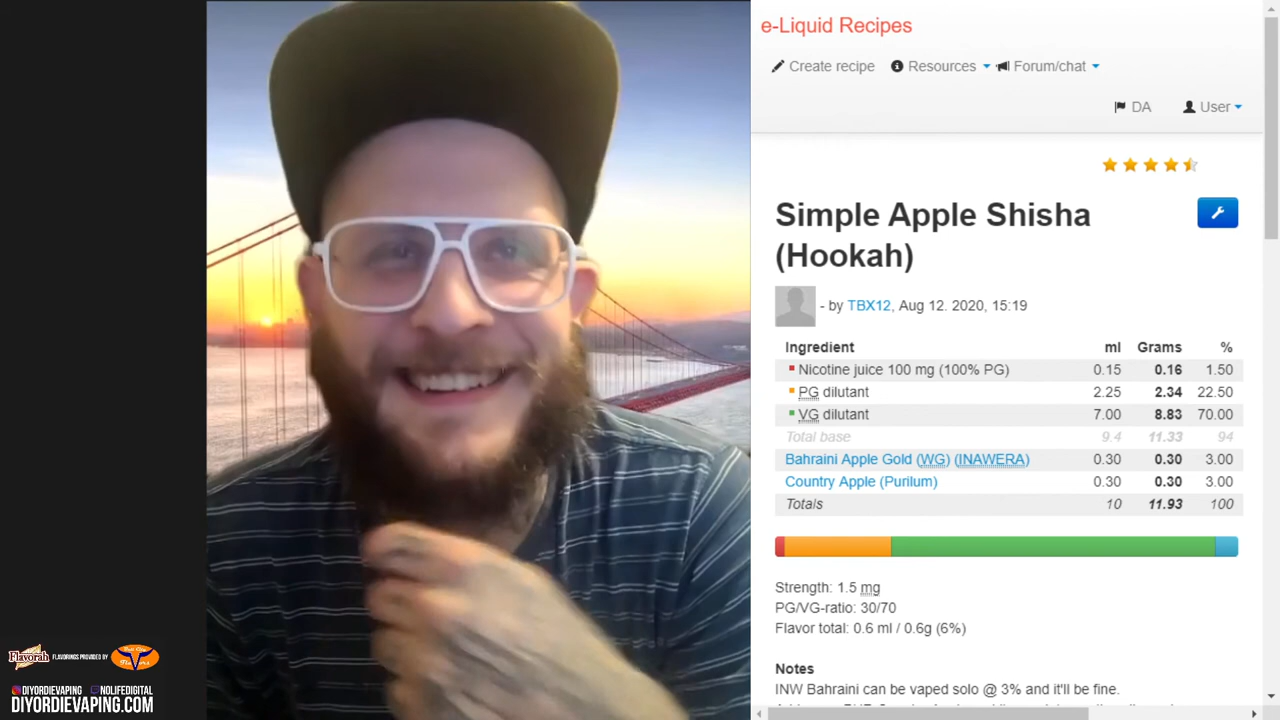 e-Liquid Recipes
Create recipe Resources Forum/chat
DA User
Simple Apple Shisha
(Hookah)
- by TBX12, Aug 12. 2020, 15:19
Ingredient ml Grams %
Nicotine juice 100 mg (100% PG) 0.15 0.16 1.50
PG dilutant 2.25 2.34 22.50
VG dilutant 7.00 8.83 70.00
Total base 9.4 11.33 94
Bahraini Apple Gold (WG) (INAWERA) 0.30 0.30 3.00
Country Apple (Purilum) 0.30 0.30 3.00
Totals 10 11.93 100
Strength: 1.5 mg
PG/VG-ratio: 30/70
Flavor total: 0.6 ml / 0.6g (6%)
Notes
INW Bahraini can be vaped solo @ 3% and it'll be fine.
Flavorah FLAVORINGS PROVIDED BY
Flavors
DIYORDIEVAPING NOLIFEDIGITAL
DIYORDIEVAPING.COM